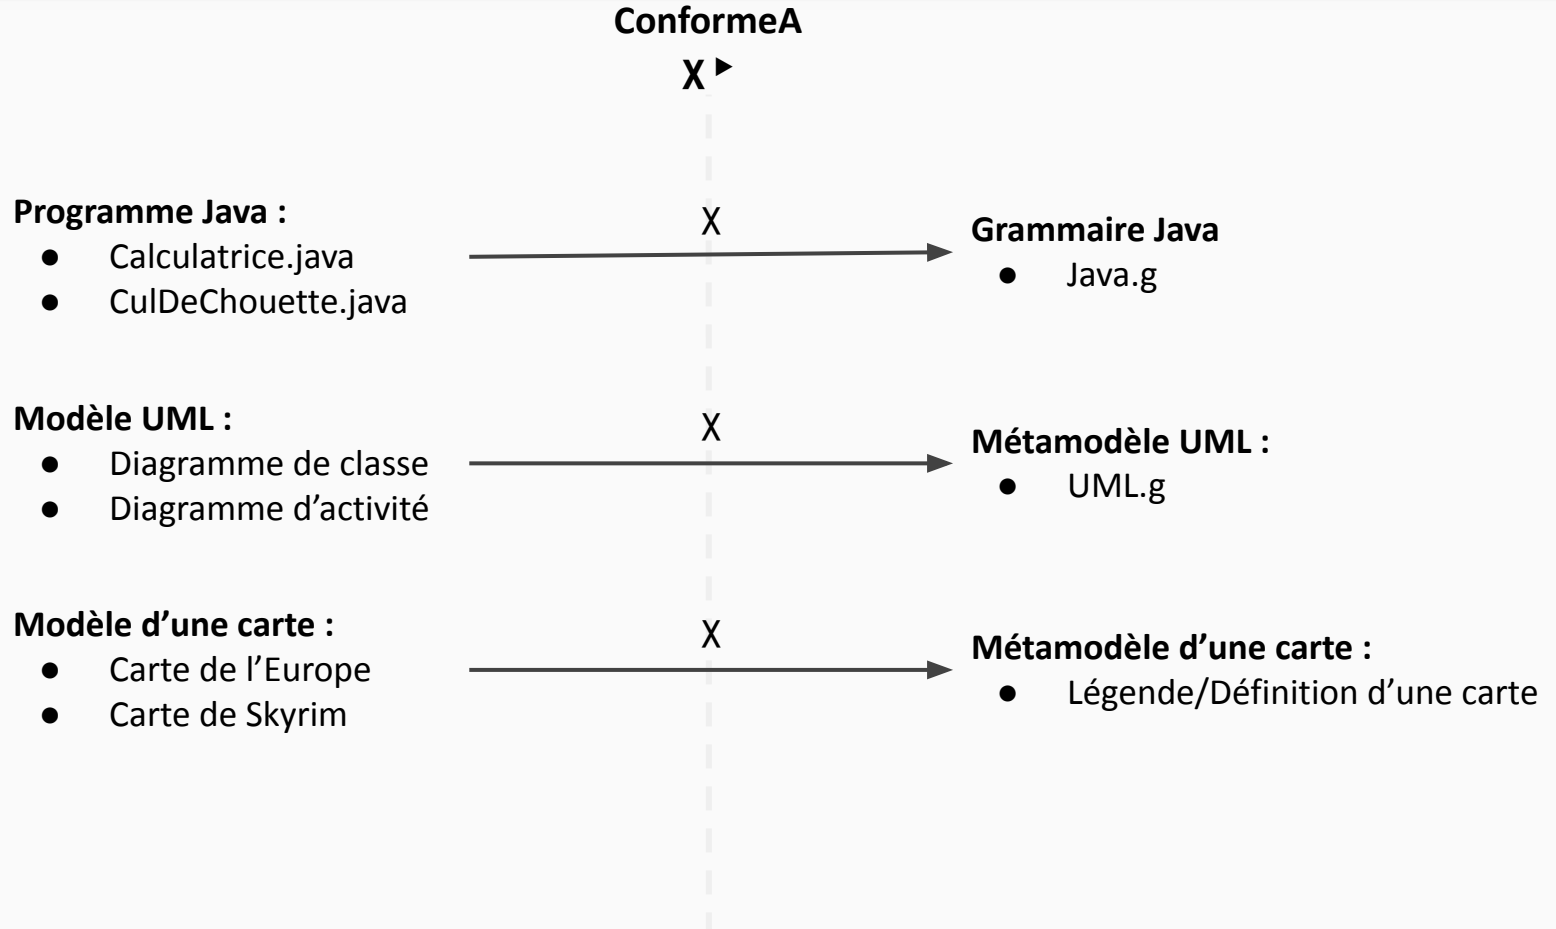 ConformeA
X ▶
Programme Java :
● Calculatrice.java
● CulDeChouette.java
X
Grammaire Java
● Java.g
Modèle UML :
● Diagramme de classe
● Diagramme d’activité
X
Métamodèle UML :
● UML.g
Modèle d’une carte :
● Carte de l’Europe
● Carte de Skyrim
X
Métamodèle d’une carte :
● Légende/Définition d’une carte